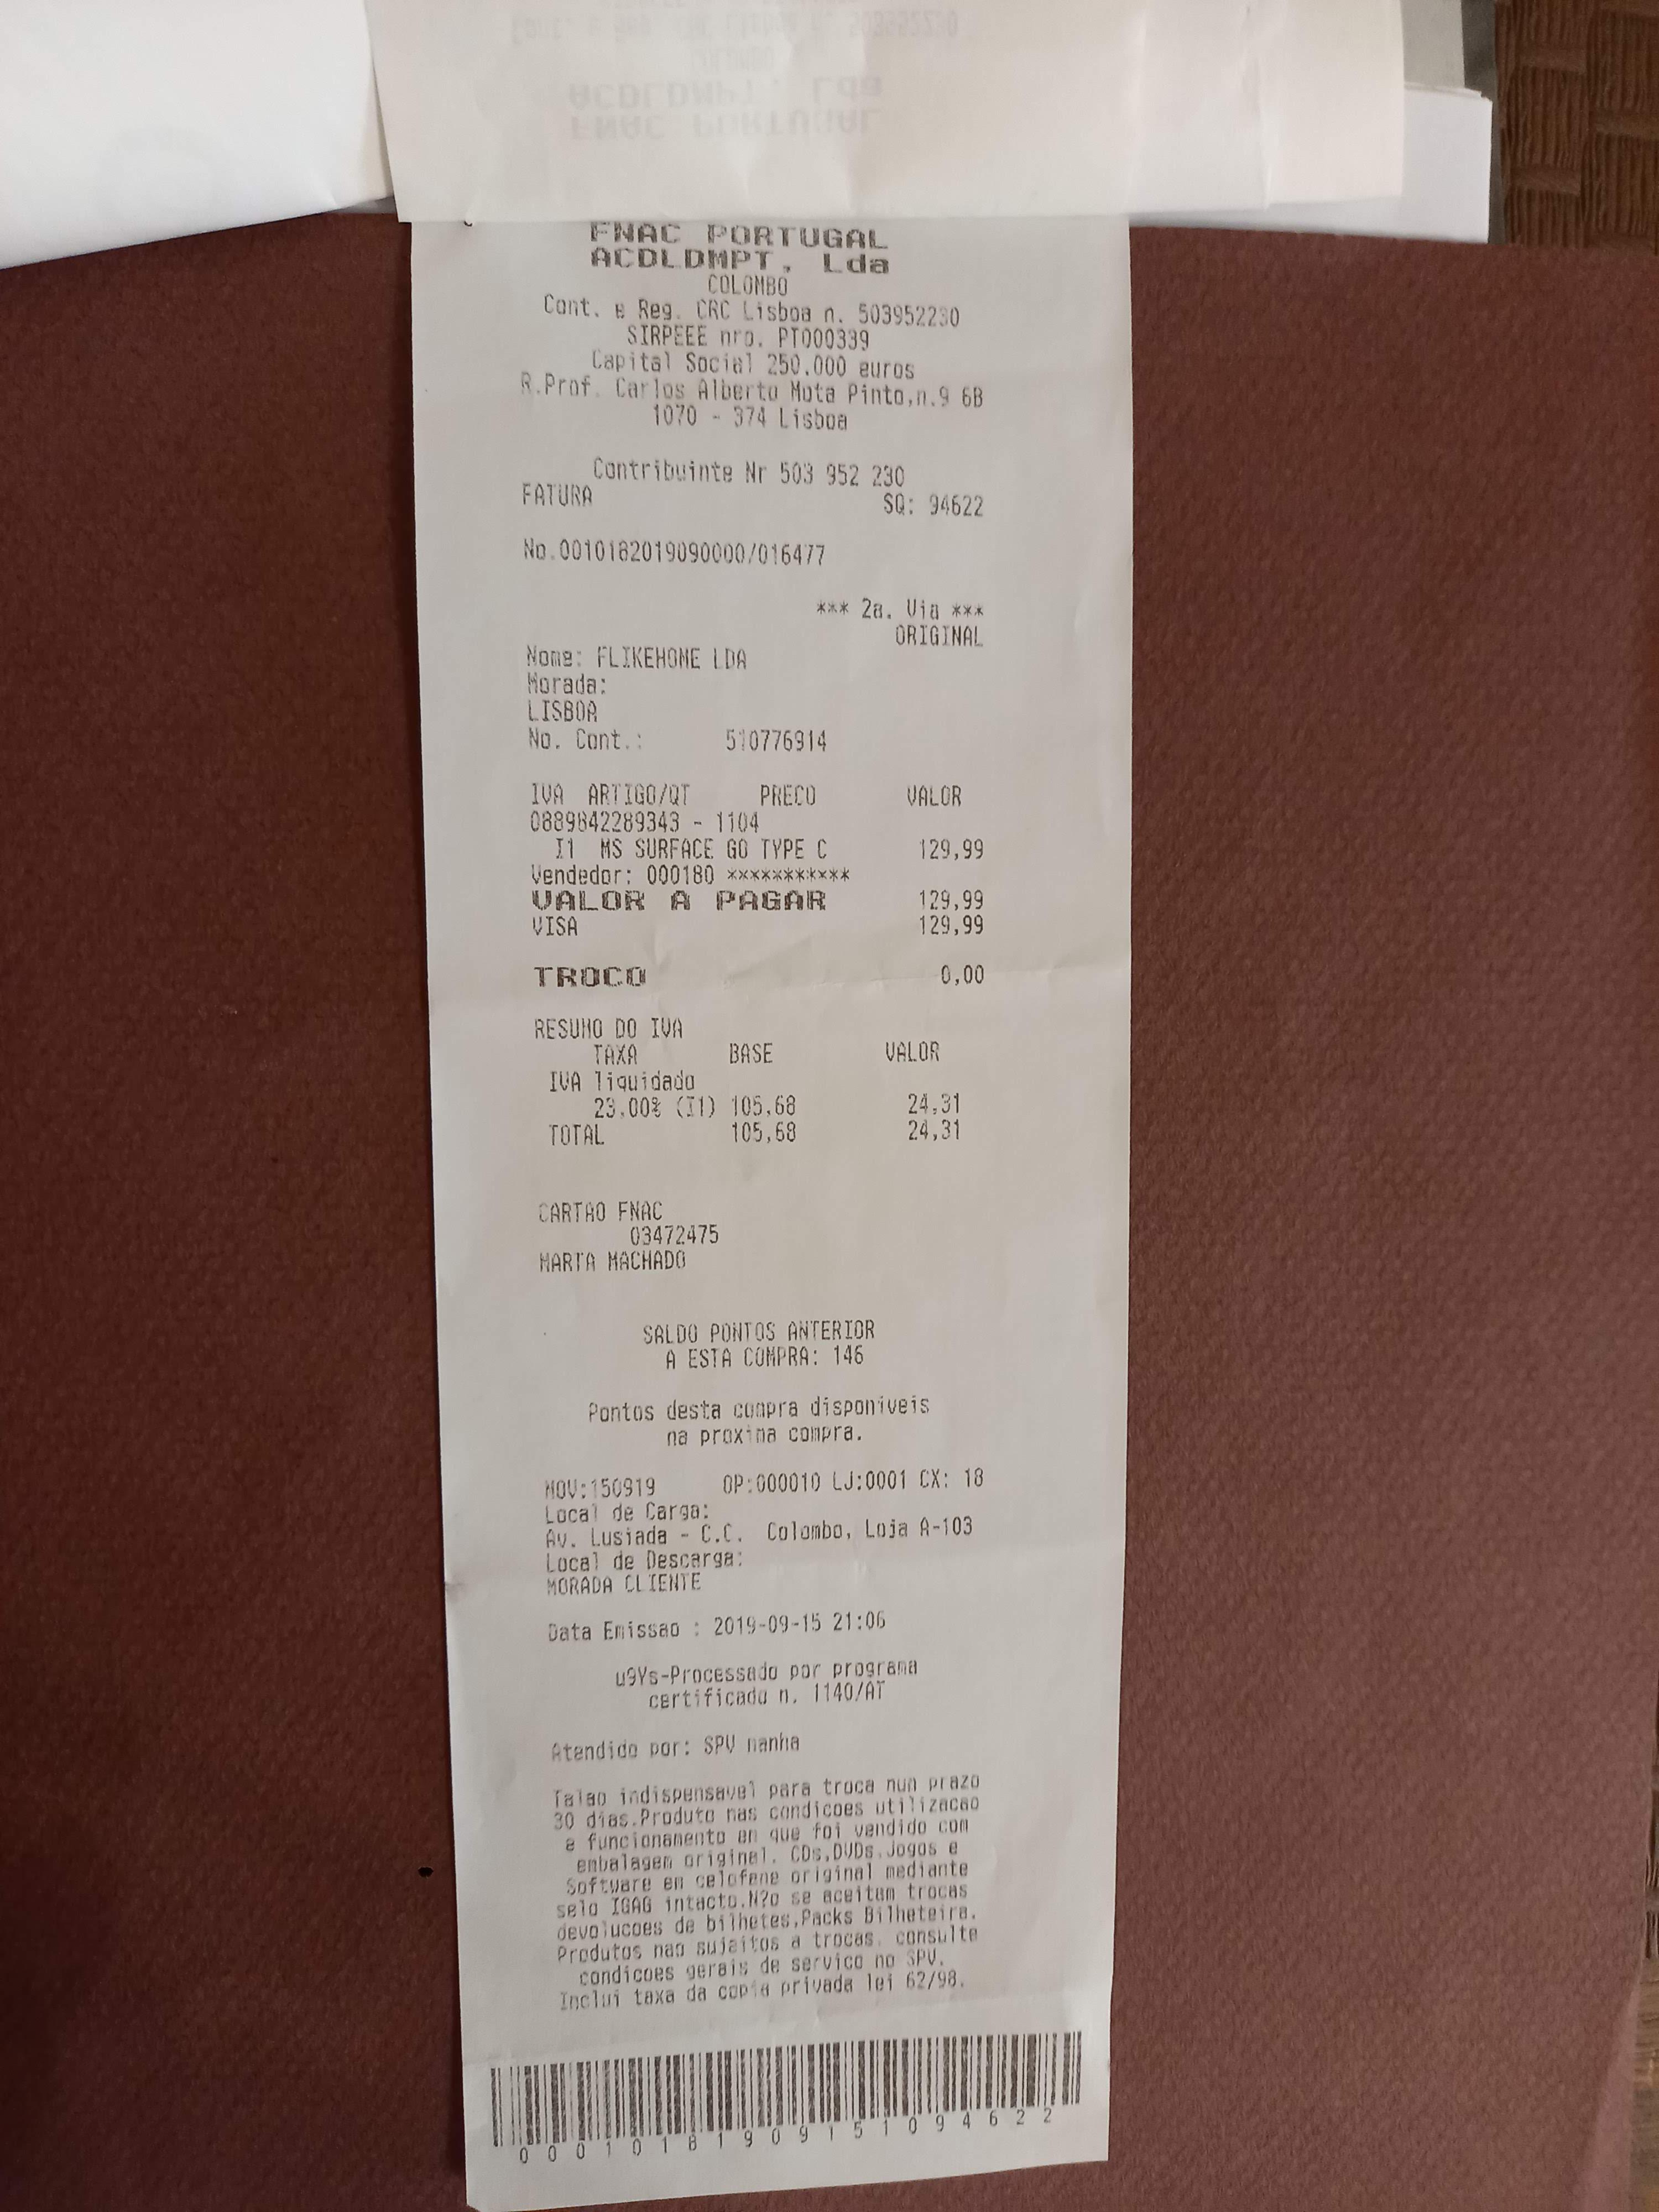 FNAC PORTUGAL
ACDLDMPT, Lda
COLOMBO
Cont. e Reg. CRC Lisboa n. 503952230
SIRPEEE nro. PT000339
Capital Social 250.000 euros
R.Prof. Carlos Alberto Mota Pinto,n.9 6B
1070 - 374 Lisboa
Contribuinte Nr 503 952 230
FATURA SQ: 94622
No.0010182019090000/016477
*** 2a. Via ***
ORIGINAL
Nome: FLIKEHOME LDA
Morada:
LISBOA
No. Cont.: 510776914
IVA ARTIGO/QT PRECO VALOR
0889842289343 - 1104
I1 MS SURFACE GO TYPE C 129,99
Vendedor: 000180 ***********
VALOR A PAGAR 129,99
VISA 129,99
TROCO 0,00
RESUMO DO IVA
TAXA BASE VALOR
IVA liquidado
23,00% (I1) 105,68 24,31
TOTAL 105,68 24,31
CARTAO FNAC
03472475
MARTA MACHADO
SALDO PONTOS ANTERIOR
A ESTA COMPRA: 146
Pontos desta compra disponiveis
na proxima compra.
MOV:150919 OP:000010 LJ:0001 CX: 18
Local de Carga:
Av. Lusiada - C.C. Colombo, Loja A-103
Local de Descarga:
MORADA CLIENTE
Data Emissao : 2019-09-15 21:06
u9Ys-Processado por programa
certificado n. 1140/AT
Atendido por: SPV manha
Talao indispensavel para troca num prazo
30 dias.Produto nas condicoes utilizacao
e funcionamento em que foi vendido com
embalagem original. CDs,DVDs,Jogos e
Software em celofane original mediante
selo IGAC intacto.N?o se aceitam trocas
devolucoes de bilhetes,Packs Bilheteira.
Produtos nao sujeitos a trocas, consulte
condicoes gerais de servico no SPV.
Inclui taxa da copia privada lei 62/98.
00010181909151094622